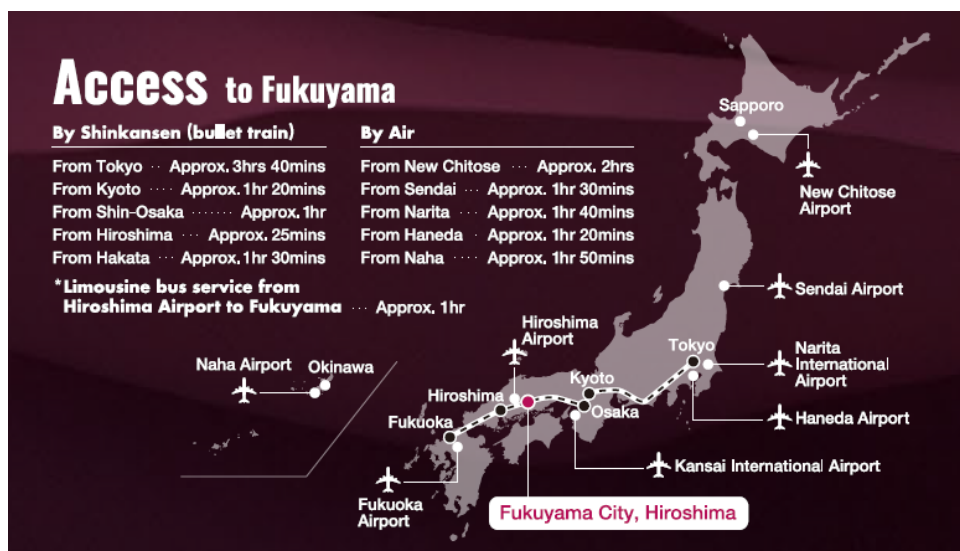 Access to Fukuyama
By Shinkansen (bullet train)
From Tokyo ·· Approx. 3hrs 40mins
From Kyoto ···· Approx. 1hr 20mins
From Shin-Osaka ······· Approx. 1hr
From Hiroshima ··· Approx. 25mins
From Hakata ··· Approx. 1hr 30mins
*Limousine bus service from
Hiroshima Airport to Fukuyama ··· Approx. 1hr
By Air
From New Chitose ··· Approx. 2hrs
From Sendai ··· Approx. 1hr 30mins
From Narita ···· Approx. 1hr 40mins
From Haneda · Approx. 1hr 20mins
From Naha ···· Approx. 1hr 50mins
Sapporo
New Chitose
Airport
Sendai Airport
Hiroshima
Airport
Tokyo
Narita
International
Airport
Naha Airport
Okinawa
Kyoto
Hiroshima
Osaka
Haneda Airport
Fukuoka
Kansai International Airport
Fukuoka
Airport
Fukuyama City, Hiroshima